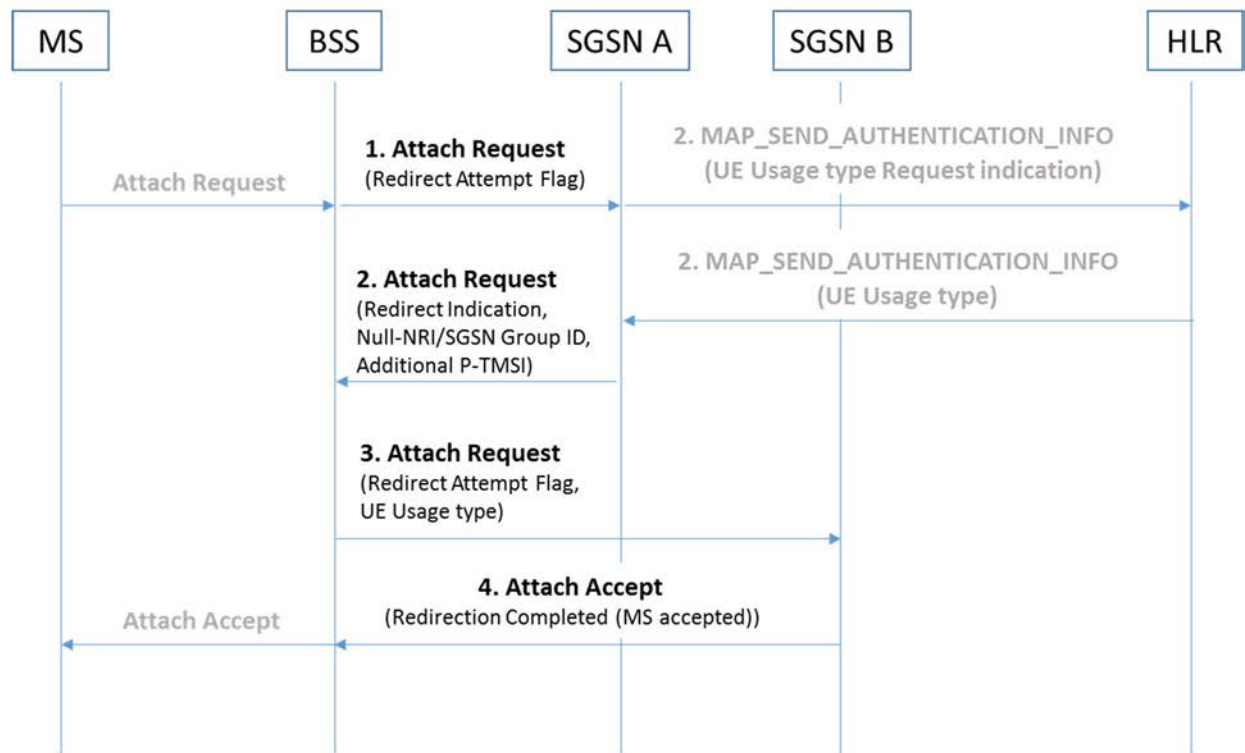 MS
BSS
SGSN A
SGSN B
HLR
Attach Request
1. Attach Request
(Redirect Attempt Flag)
2. MAP_SEND_AUTHENTICATION_INFO
(UE Usage type Request indication)
2. Attach Request
(Redirect Indication,
Null-NRI/SGSN Group ID,
Additional P-TMSI)
2. MAP_SEND_AUTHENTICATION_INFO
(UE Usage type)
3. Attach Request
(Redirect Attempt Flag,
UE Usage type)
4. Attach Accept
(Redirection Completed (MS accepted))
Attach Accept